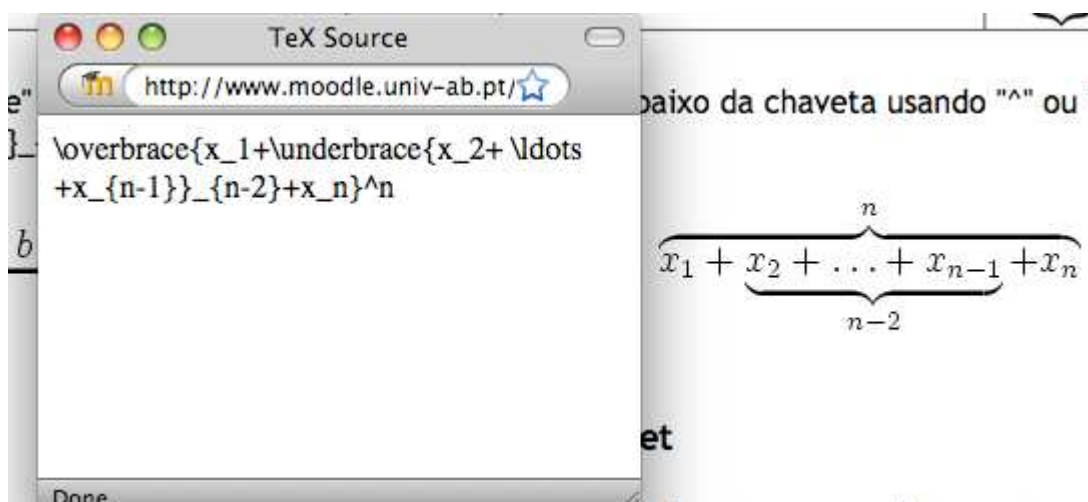 TeX Source
http://www.moodle.univ-ab.pt/
\overbrace{x_1+\underbrace{x_2+ \ldots
+x_{n-1}}_{n-2}+x_n}^n
Done
e"
}_
b
baixo da chaveta usando "^" ou
n
x₁ + x₂ + ... + xₙ₋₁ +xₙ
n−2
et